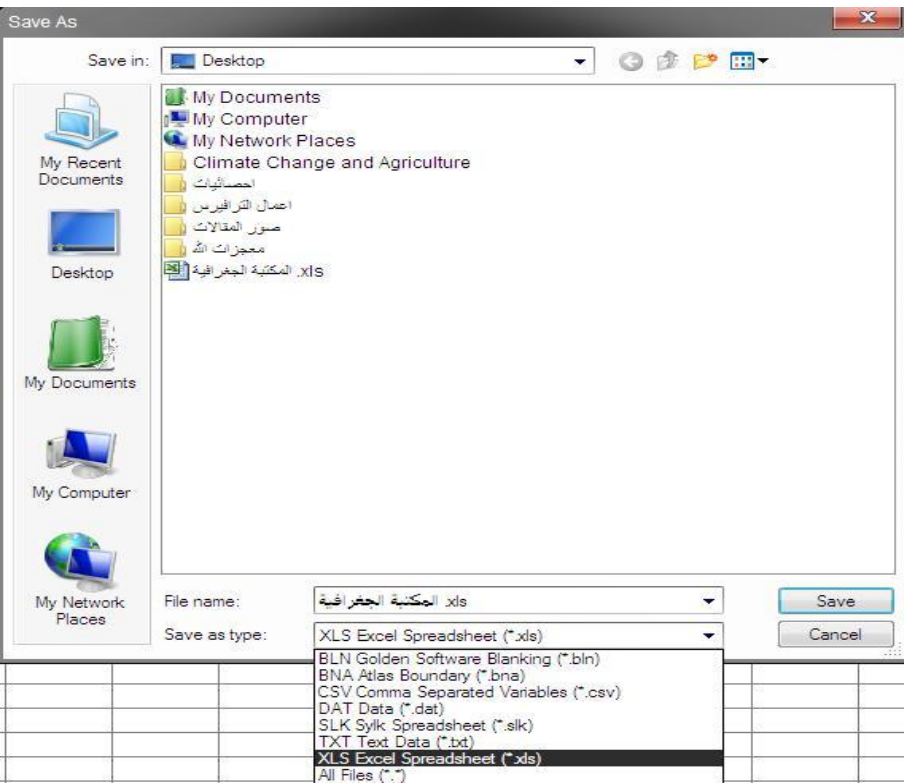 Save As
Save in: Desktop
My Recent
Documents
Desktop
My Documents
My Computer
My Network
Places
My Documents
My Computer
My Network Places
Climate Change and Agriculture
احصائيات
اعمال الترافيرس
صور المقالات
معجزات الله
المكتبة الجغرافية .xls
File name: المكتبة الجغرافية .xls
Save
Save as type: XLS Excel Spreadsheet (*.xls)
Cancel
BLN Golden Software Blanking (*.bln)
BNA Atlas Boundary (*.bna)
CSV Comma Separated Variables (*.csv)
DAT Data (*.dat)
SLK Sylk Spreadsheet (*.slk)
TXT Text Data (*.txt)
XLS Excel Spreadsheet (*.xls)
All Files (*.*)